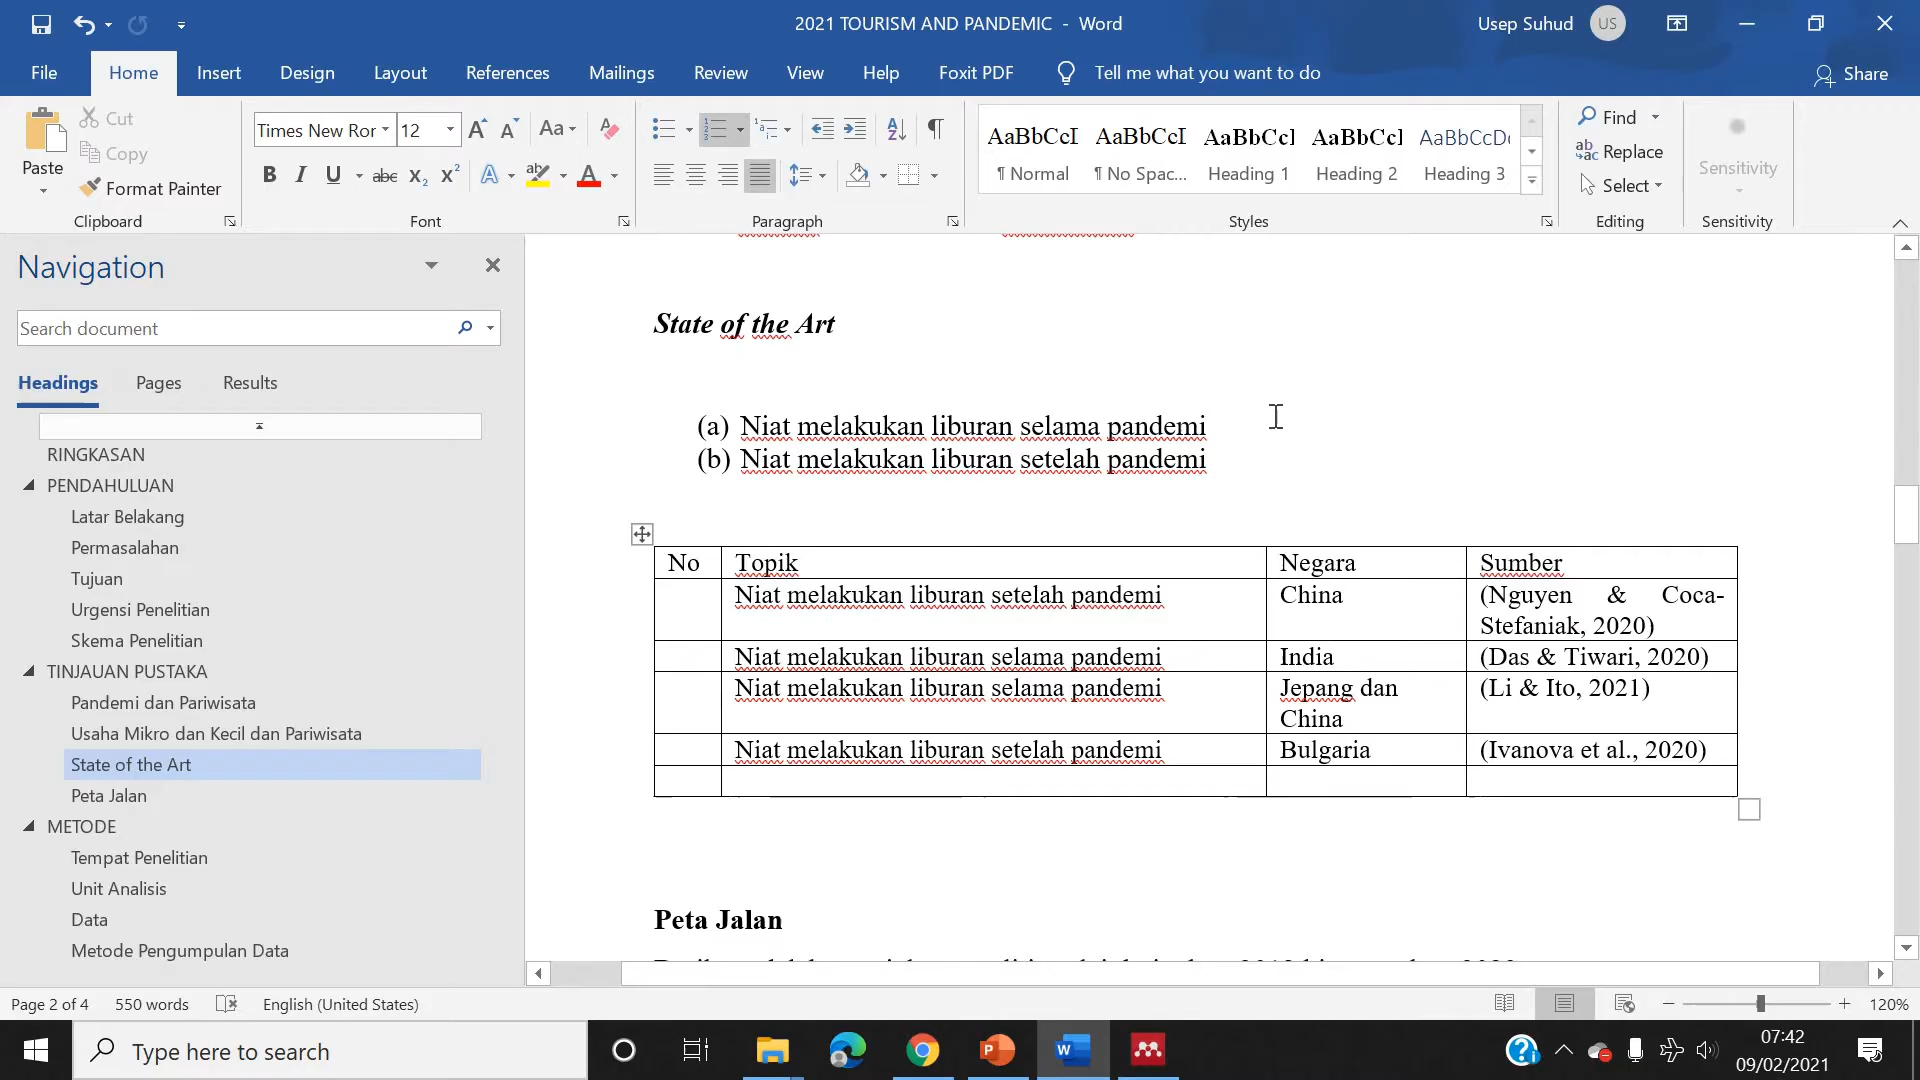 2021 TOURISM AND PANDEMIC - Word
Usep Suhud US
File Home Insert Design Layout References Mailings Review View Help Foxit PDF Tell me what you want to do Share
Paste
Cut
Copy
Format Painter
Clipboard
Times New Ror 12
Font
Paragraph
AaBbCcI AaBbCcI AaBbCcI AaBbCcI AaBbCcDc
¶ Normal ¶ No Spac... Heading 1 Heading 2 Heading 3
Styles
Find
Replace
Select
Editing
Sensitivity
Sensitivity
Navigation
Search document
Headings Pages Results
RINGKASAN
PENDAHULUAN
Latar Belakang
Permasalahan
Tujuan
Urgensi Penelitian
Skema Penelitian
TINJAUAN PUSTAKA
Pandemi dan Pariwisata
Usaha Mikro dan Kecil dan Pariwisata
State of the Art
Peta Jalan
METODE
Tempat Penelitian
Unit Analisis
Data
Metode Pengumpulan Data
State of the Art
(a) Niat melakukan liburan selama pandemi
(b) Niat melakukan liburan setelah pandemi
No Topik Negara Sumber
Niat melakukan liburan setelah pandemi China (Nguyen & Coca-
Stefaniak, 2020)
Niat melakukan liburan selama pandemi India (Das & Tiwari, 2020)
Niat melakukan liburan selama pandemi Jepang dan (Li & Ito, 2021)
China
Niat melakukan liburan setelah pandemi Bulgaria (Ivanova et al., 2020)
Peta Jalan
Page 2 of 4 550 words English (United States) 120%
Type here to search
07:42
09/02/2021